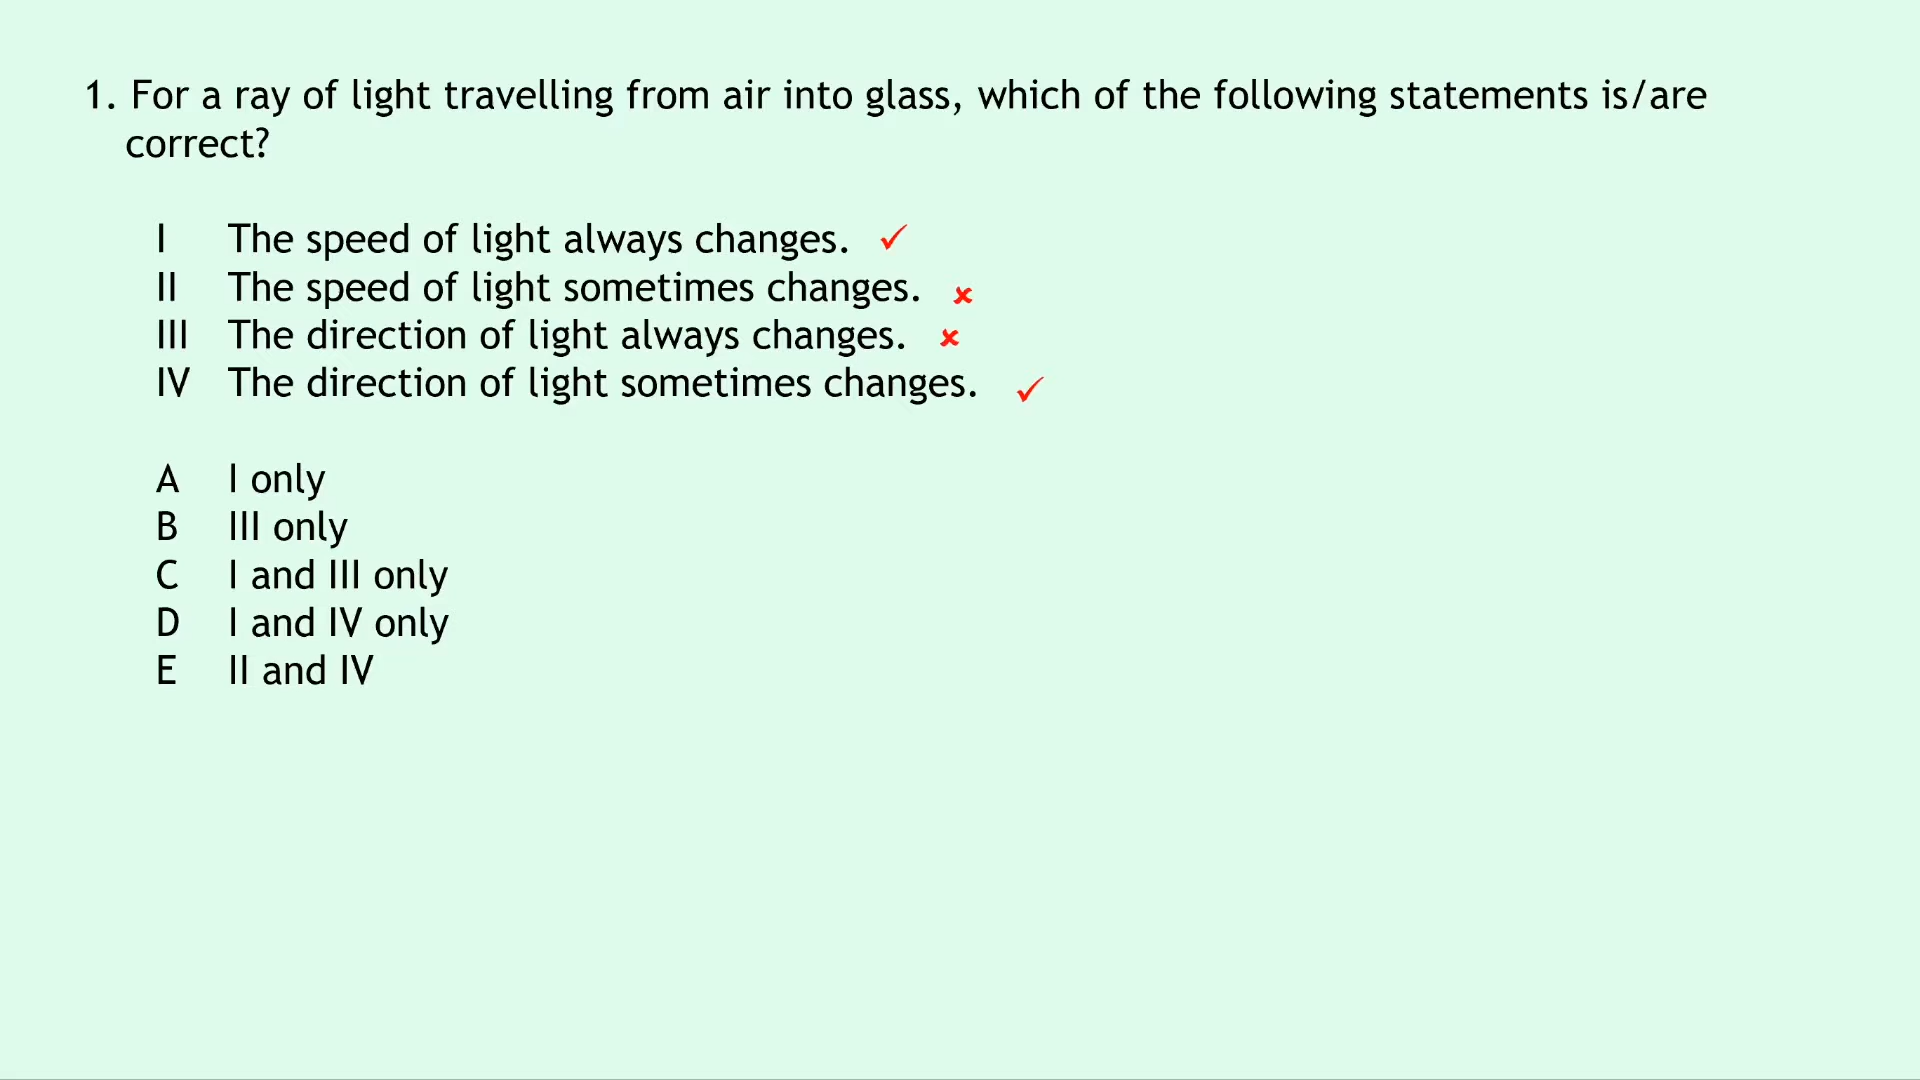 1. For a ray of light travelling from air into glass, which of the following statements is/are
correct?
I The speed of light always changes. ✓
II The speed of light sometimes changes. ✘
III The direction of light always changes. ✘
IV The direction of light sometimes changes. ✓
A I only
B III only
C I and III only
D I and IV only
E II and IV